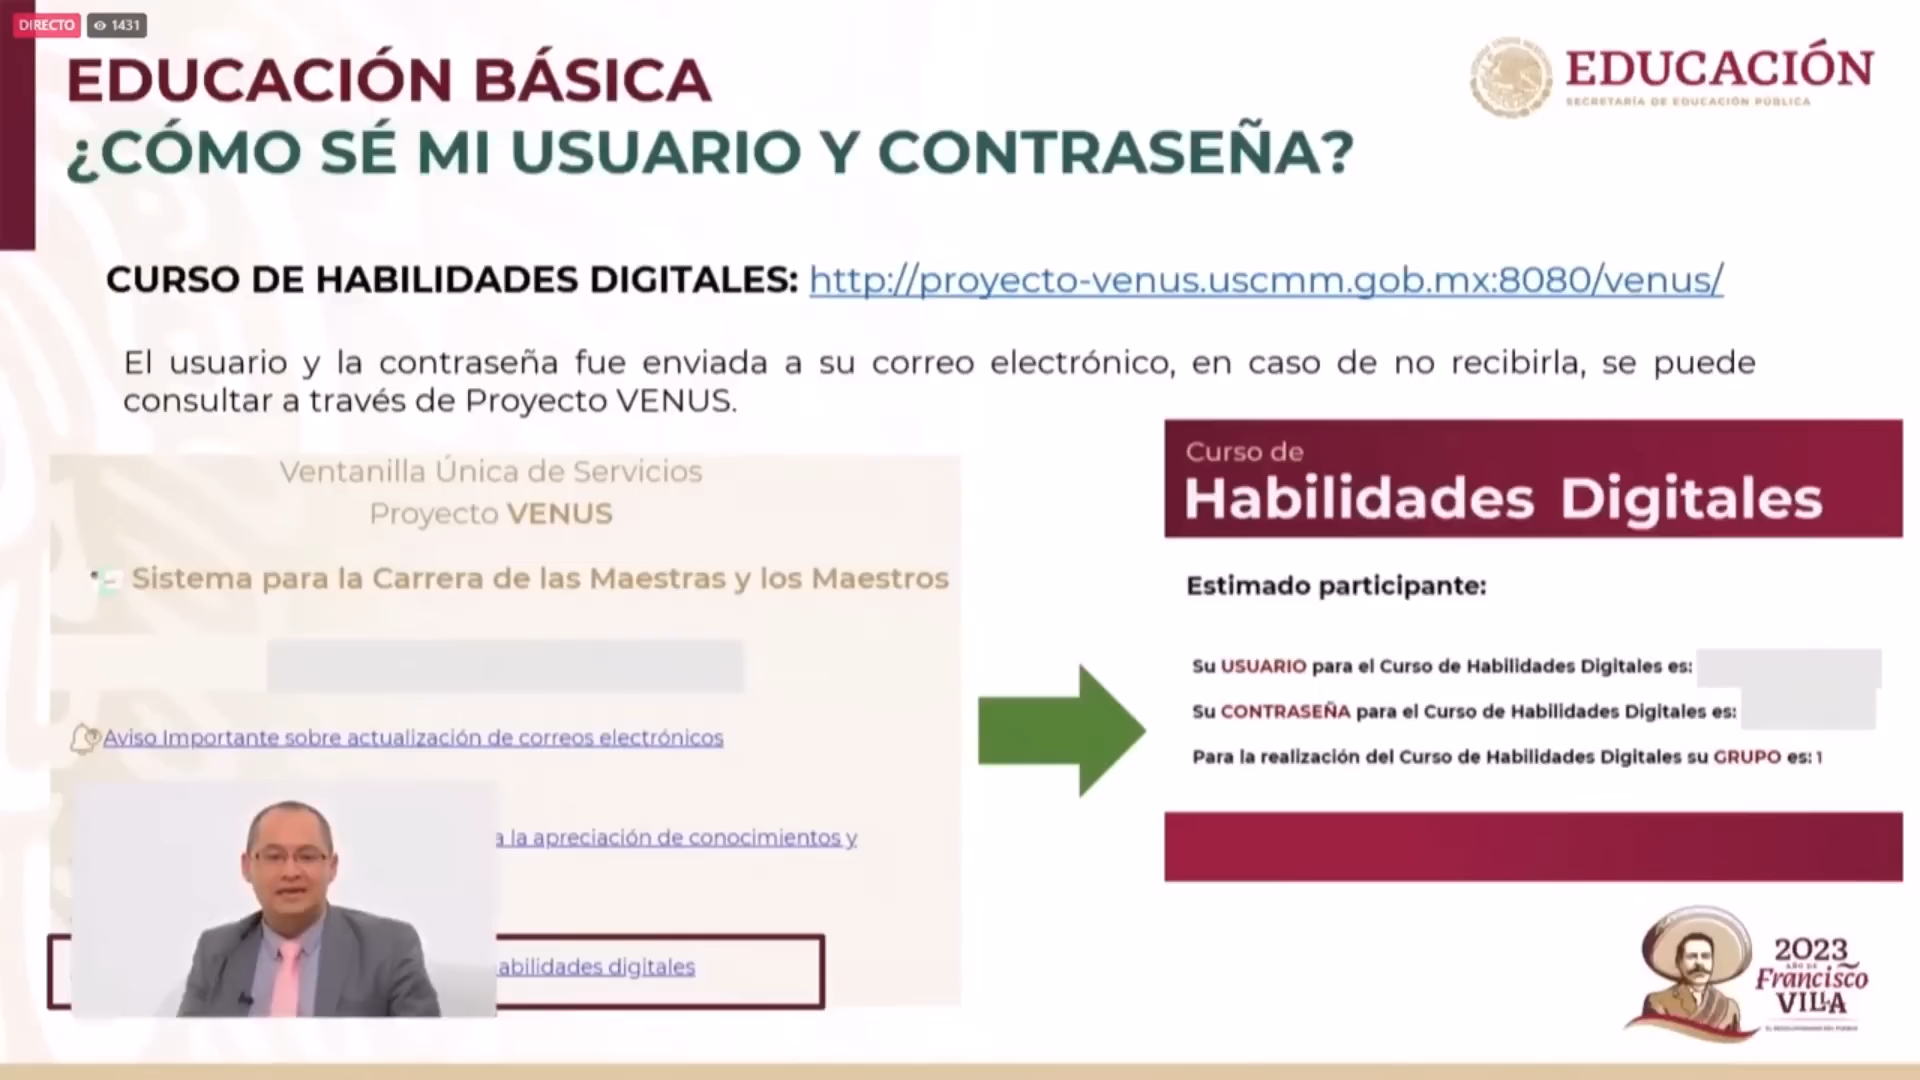 DIRECTO 1431
EDUCACIÓN BÁSICA
¿CÓMO SÉ MI USUARIO Y CONTRASEÑA?
EDUCACIÓN
SECRETARÍA DE EDUCACIÓN PÚBLICA
CURSO DE HABILIDADES DIGITALES: http://proyecto-venus.uscmm.gob.mx:8080/venus/
El usuario y la contraseña fue enviada a su correo electrónico, en caso de no recibirla, se puede
consultar a través de Proyecto VENUS.
Ventanilla Única de Servicios
Proyecto VENUS
Sistema para la Carrera de las Maestras y los Maestros
Aviso Importante sobre actualización de correos electrónicos
a la apreciación de conocimientos y
abilidades digitales
Curso de
Habilidades Digitales
Estimado participante:
Su USUARIO para el Curso de Habilidades Digitales es:
Su CONTRASEÑA para el Curso de Habilidades Digitales es:
Para la realización del Curso de Habilidades Digitales su GRUPO es: 1
2023
AÑO DE
Francisco
VILLA